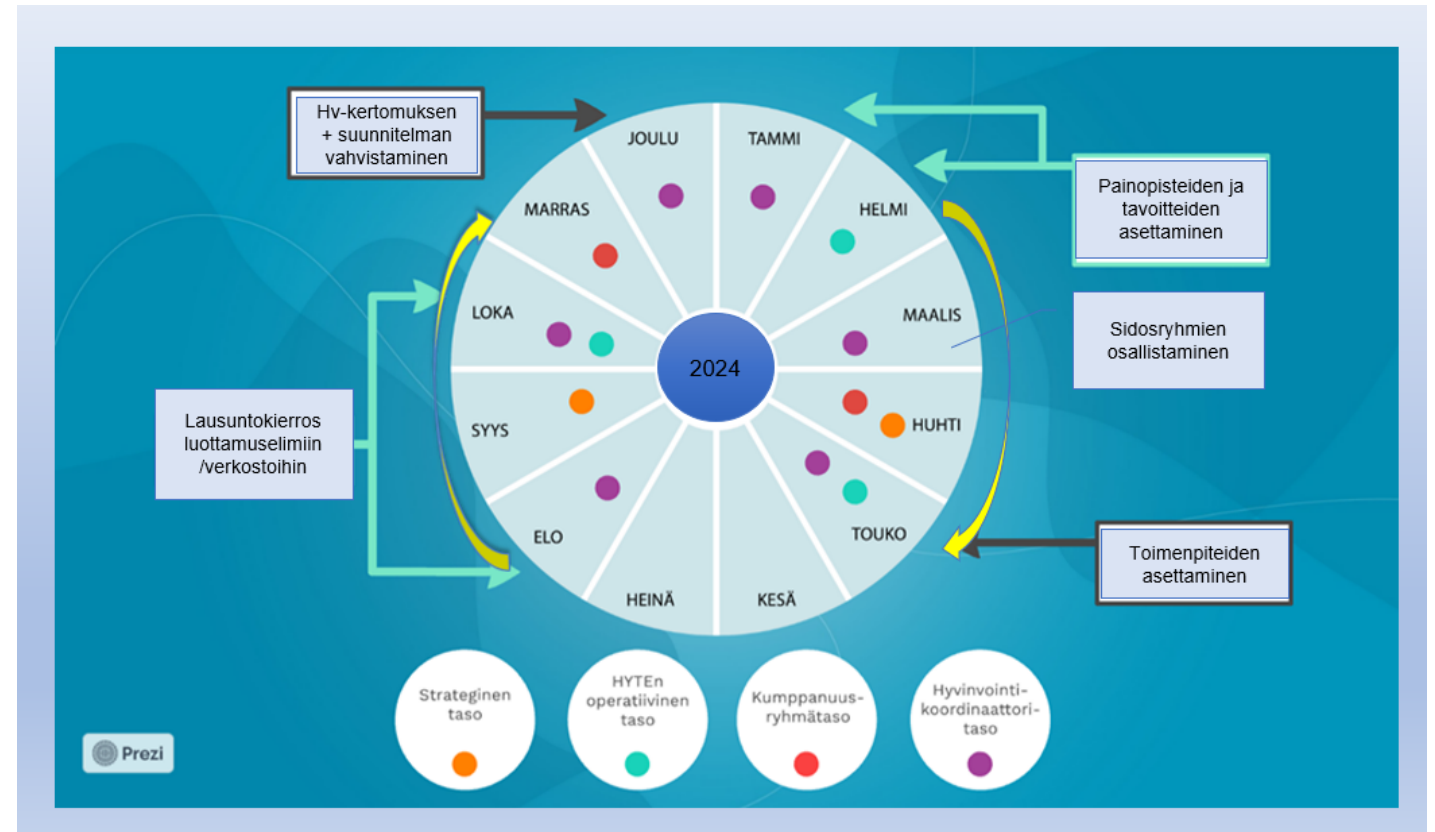 Hv-kertomuksen
+ suunnitelman
vahvistaminen
JOULU
TAMMI
MARRAS
HELMI
Painopisteiden ja
tavoitteiden
asettaminen
LOKA
MAALIS
Sidosryhmien
osallistaminen
2024
Lausuntokierros
luottamuselimiin
/verkostoihin
SYYS
HUHTI
ELO
TOUKO
Toimenpiteiden
asettaminen
HEINÄ
KESÄ
Strateginen
taso
HYTEn
operatiivinen
taso
Kumppanuus-
ryhmätaso
Hyvinvointi-
koordinaattori-
taso
Prezi